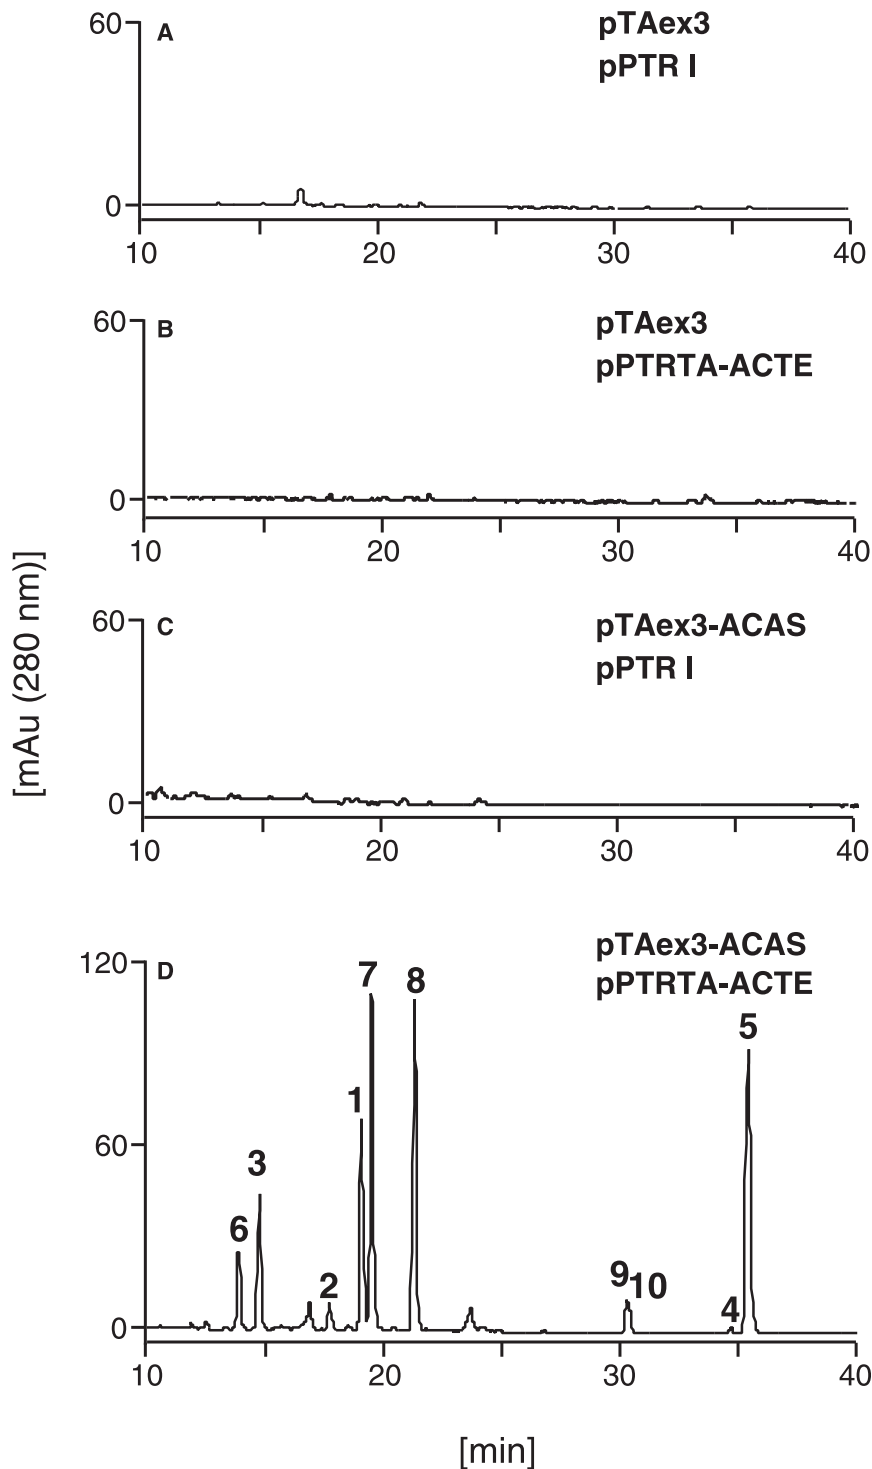 A
pTAex3
pPTR I
60
0
10 20 30 40
B
pTAex3
pPTRTA-ACTE
60
0
10 20 30 40
[mAu (280 nm)]
C
pTAex3-ACAS
pPTR I
60
0
10 20 30 40
D
pTAex3-ACAS
pPTRTA-ACTE
120
60
0
6 3 2 1 7 8 9 10 4 5
10 20 30 40
[min]